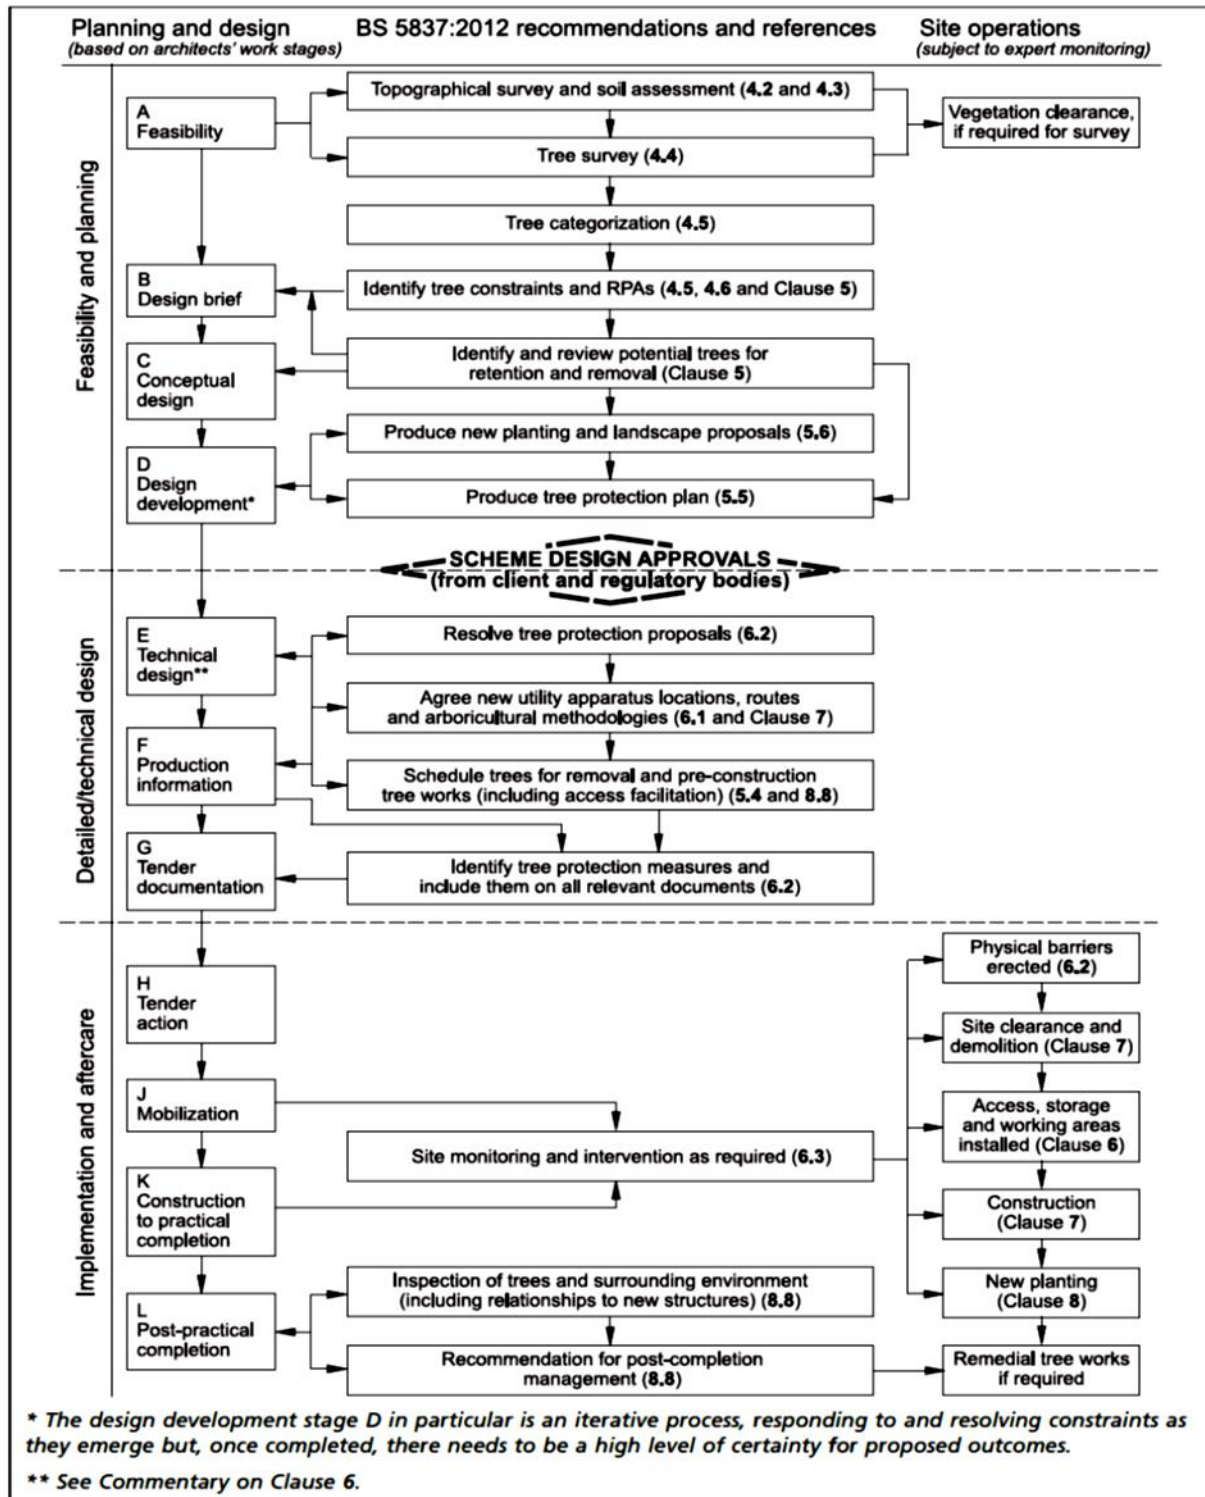 Planning and design
(based on architects' work stages)
BS 5837:2012 recommendations and references
Site operations
(subject to expert monitoring)
Feasibility and planning
A
Feasibility
Topographical survey and soil assessment (4.2 and 4.3)
Vegetation clearance,
if required for survey
Tree survey (4.4)
Tree categorization (4.5)
B
Design brief
Identify tree constraints and RPAs (4.5, 4.6 and Clause 5)
C
Conceptual
design
Identify and review potential trees for
retention and removal (Clause 5)
Produce new planting and landscape proposals (5.6)
D
Design
development*
Produce tree protection plan (5.5)
SCHEME DESIGN APPROVALS
(from client and regulatory bodies)
Detailed/technical design
E
Technical
design**
Resolve tree protection proposals (6.2)
Agree new utility apparatus locations, routes
and arboricultural methodologies (6.1 and Clause 7)
F
Production
information
Schedule trees for removal and pre-construction
tree works (including access facilitation) (5.4 and 8.8)
G
Tender
documentation
Identify tree protection measures and
include them on all relevant documents (6.2)
Implementation and aftercare
H
Tender
action
Physical barriers
erected (6.2)
Site clearance and
demolition (Clause 7)
J
Mobilization
Access, storage
and working areas
installed (Clause 6)
Site monitoring and intervention as required (6.3)
K
Construction
to practical
completion
Construction
(Clause 7)
New planting
(Clause 8)
L
Post-practical
completion
Inspection of trees and surrounding environment
(including relationships to new structures) (8.8)
Recommendation for post-completion
management (8.8)
Remedial tree works
if required
* The design development stage D in particular is an iterative process, responding to and resolving constraints as
they emerge but, once completed, there needs to be a high level of certainty for proposed outcomes.
** See Commentary on Clause 6.